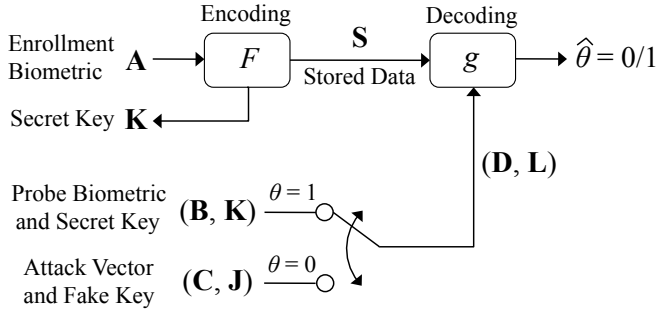 Encoding
Decoding
Enrollment
Biometric
A
F
S
Stored Data
g
θ̂ = 0/1
Secret Key K
(D, L)
Probe Biometric
and Secret Key
(B, K)
θ = 1
Attack Vector
and Fake Key
(C, J)
θ = 0